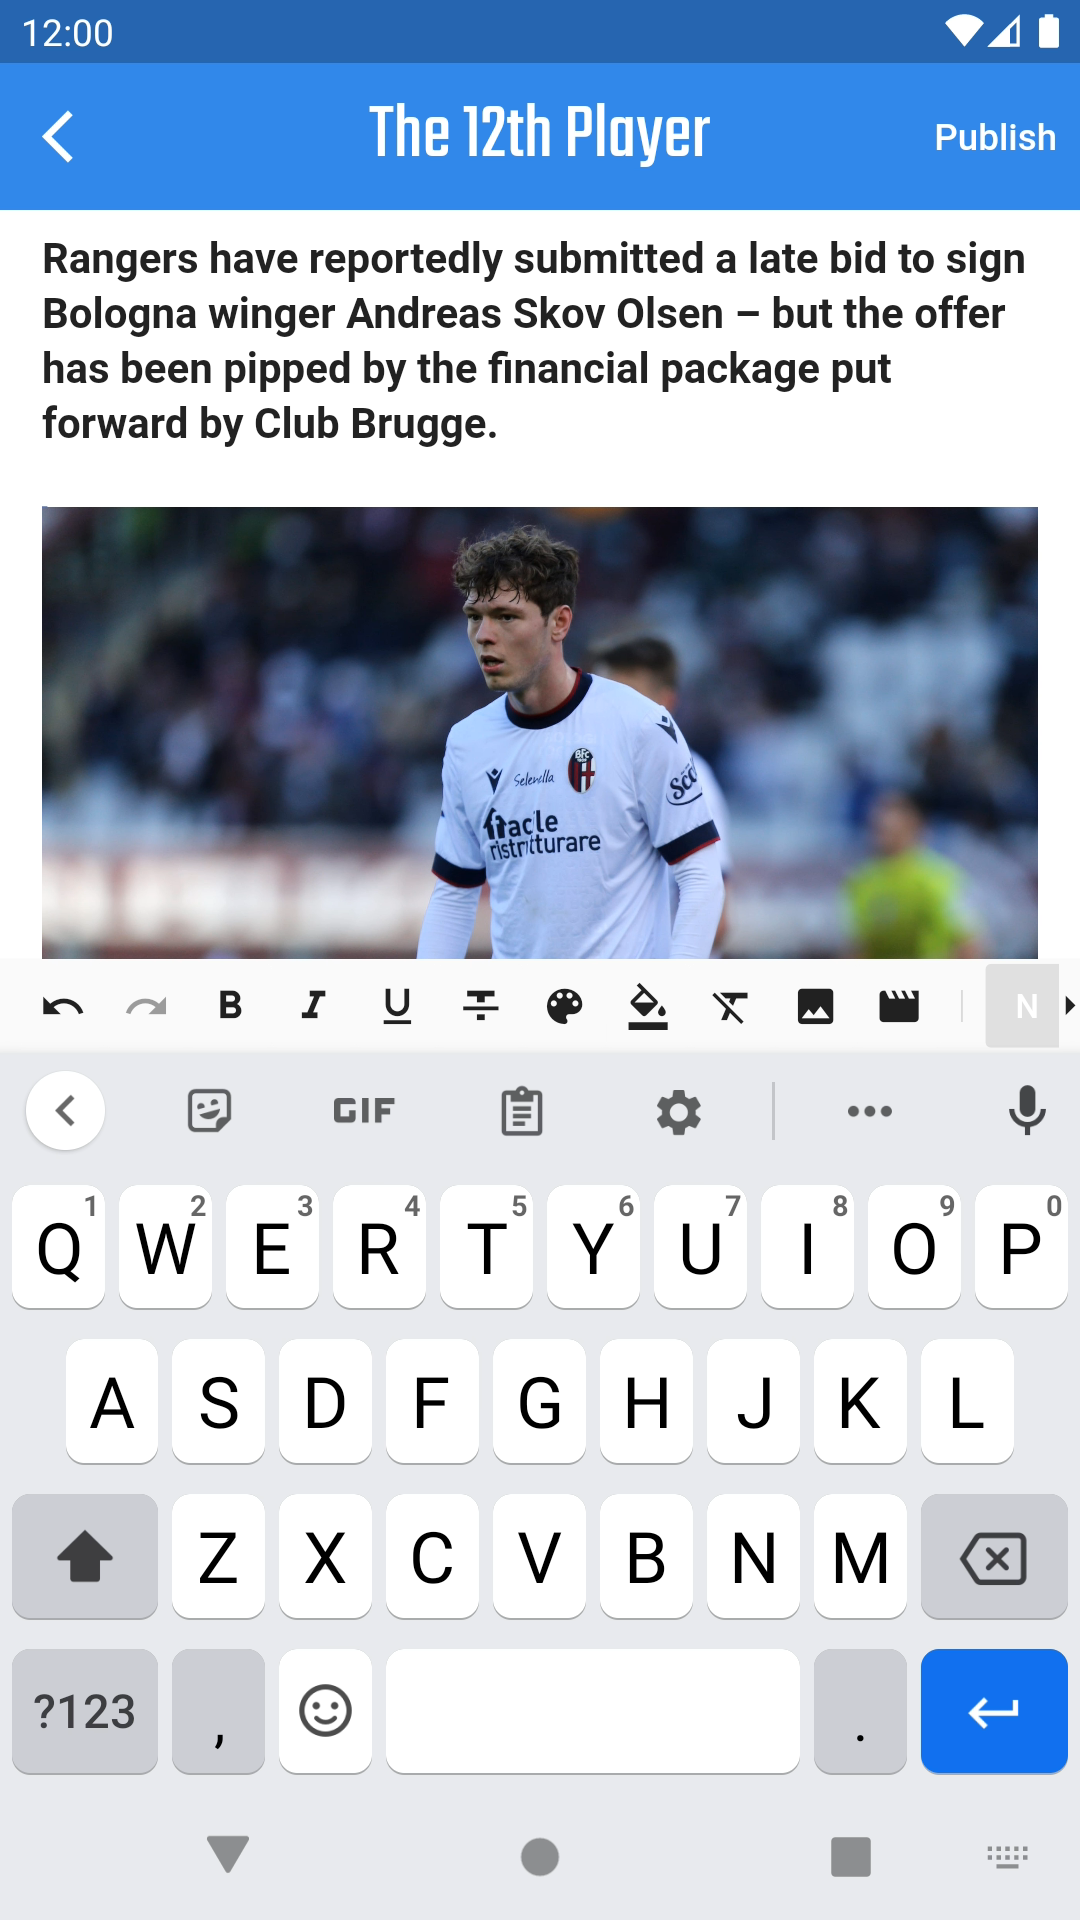 12:00
The 12th Player
Publish
Rangers have reportedly submitted a late bid to sign
Bologna winger Andreas Skov Olsen – but the offer
has been pipped by the financial package put
forward by Club Brugge.
BFC
Selenella
facile
ristrutturare
B I U T N
GIF
1 2 3 4 5 6 7 8 9 0
Q W E R T Y U I O P
A S D F G H J K L
Z X C V B N M
?123 , .